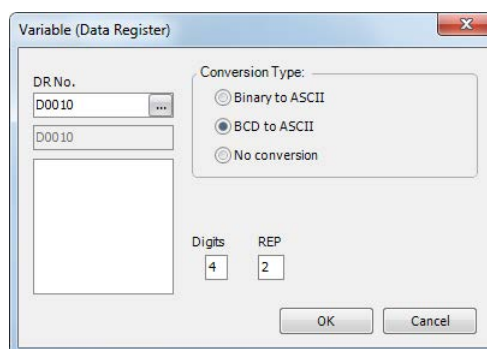 Variable (Data Register)
DR No.
D0010
...
D0010
Conversion Type:
Binary to ASCII
BCD to ASCII
No conversion
Digits REP
4 2
OK Cancel